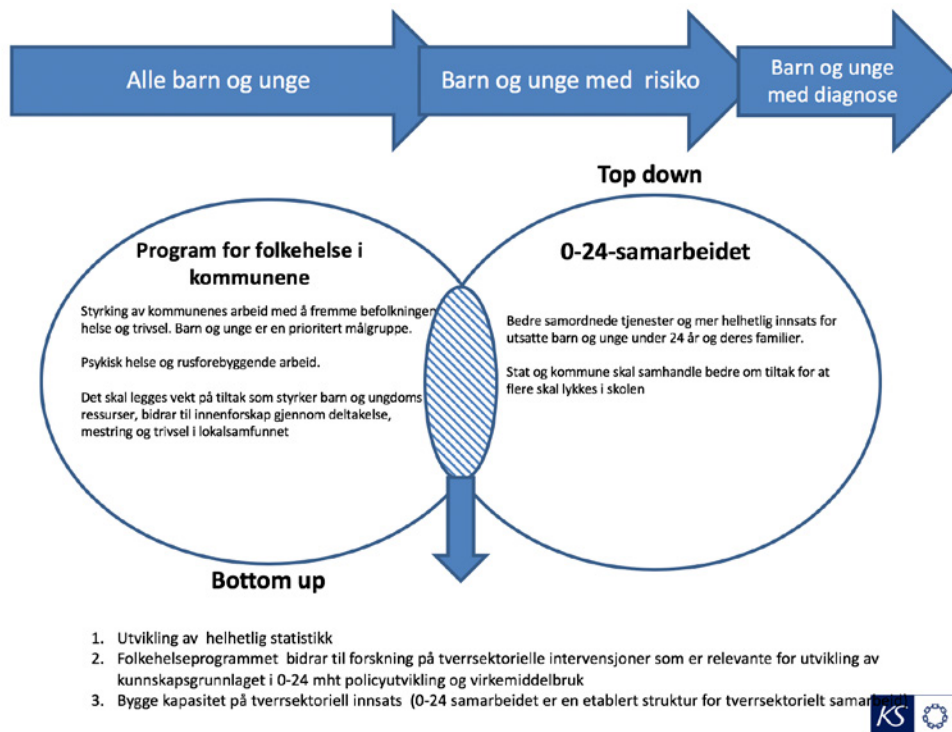 Alle barn og unge
Barn og unge med risiko
Barn og unge
med diagnose
Top down
Program for folkehelse i
kommunene
Styrking av kommunenes arbeid med å fremme befolkningen
helse og trivsel. Barn og unge er en prioritert målgruppe.
Psykisk helse og rusforebyggende arbeid.
Det skal legges vekt på tiltak som styrker barn og ungdoms
ressurser, bidrar til innenforskap gjennom deltakelse,
mestring og trivsel i lokalsamfunnet
0-24-samarbeidet
Bedre samordnede tjenester og mer helhetlig innsats for
utsatte barn og unge under 24 år og deres familier.
Stat og kommune skal samhandle bedre om tiltak for at
flere skal lykkes i skolen
Bottom up
1. Utvikling av helhetlig statistikk
2. Folkehelseprogrammet bidrar til forskning på tverrsektorielle intervensjoner som er relevante for utvikling av
kunnskapsgrunnlaget i 0-24 mht policyutvikling og virkemiddelbruk
3. Bygge kapasitet på tverrsektoriell innsats (0-24 samarbeidet er en etablert struktur for tverrsektorielt samarbeid)
KS